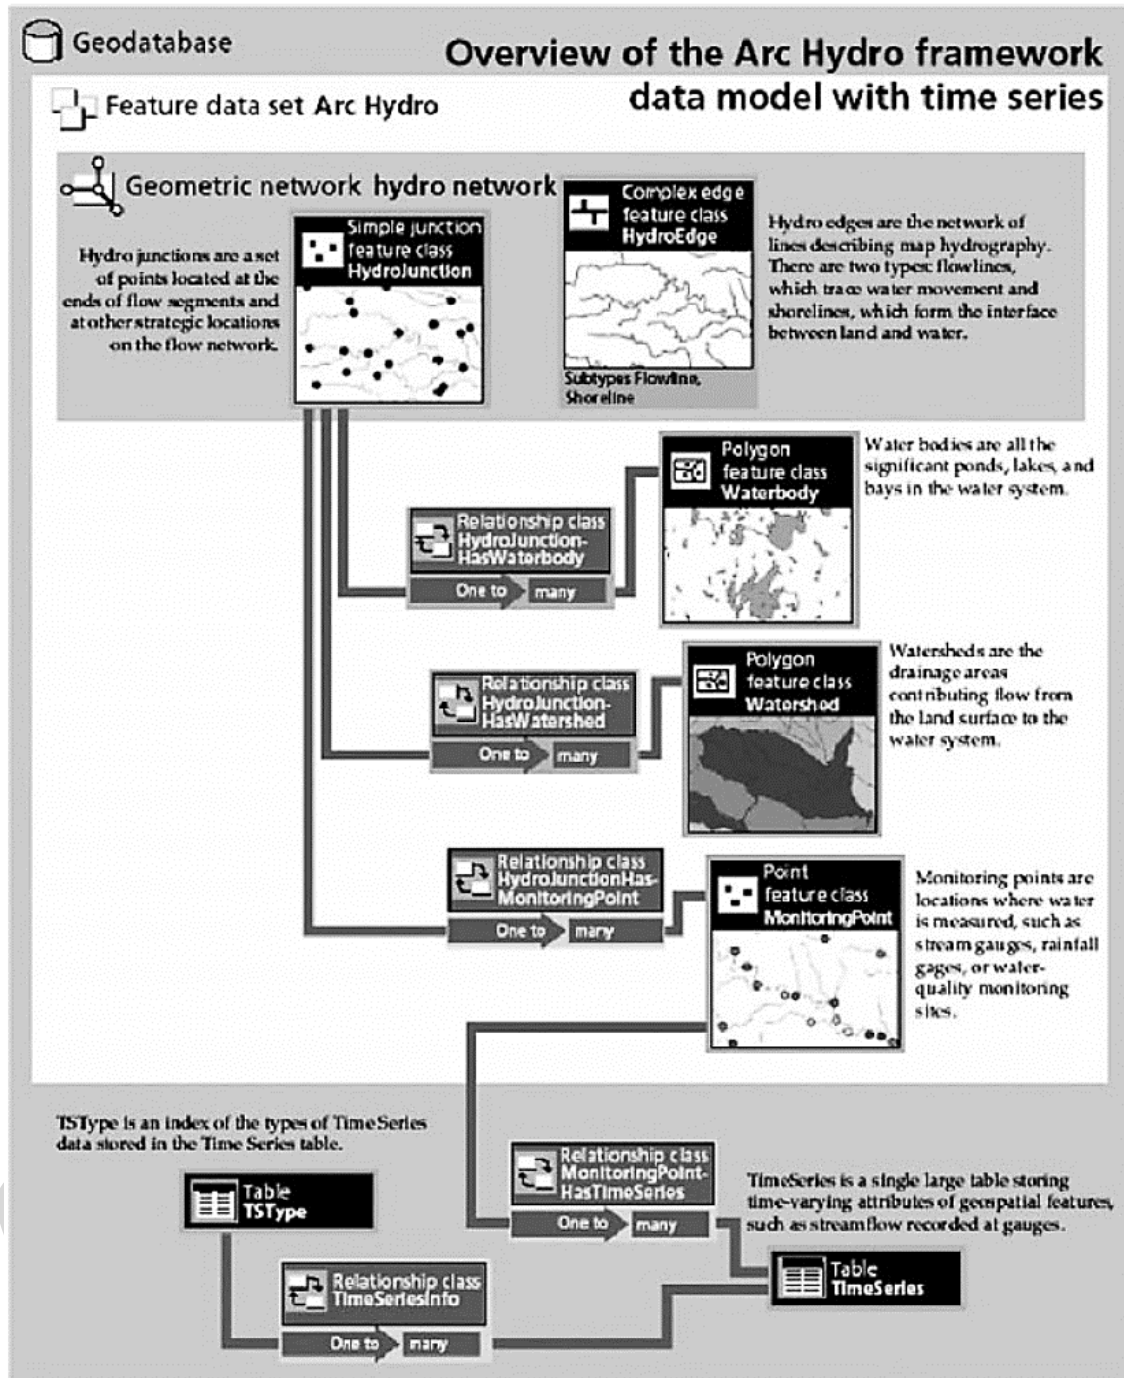 Geodatabase
Overview of the Arc Hydro framework
data model with time series
Feature data set Arc Hydro
Geometric network hydro network
Hydro junctions are a set
of points located at the
ends of flow segments and
at other strategic locations
on the flow network.
Simple junction
feature class
HydroJunction
Complex edge
feature class
HydroEdge
Subtypes Flowline,
Shoreline
Hydro edges are the network of
lines describing map hydrography.
There are two types: flowlines,
which trace water movement and
shorelines, which form the interface
between land and water.
Relationship class
HydroJunction-
HasWaterbody
One to many
Polygon
feature class
Waterbody
Water bodies are all the
significant ponds, lakes, and
bays in the water system.
Relationship class
HydroJunction-
HasWatershed
One to many
Polygon
feature class
Watershed
Watersheds are the
drainage areas
contributing flow from
the land surface to the
water system.
Relationship class
HydroJunctionHas-
MonitoringPoint
One to many
Point
feature class
MonitoringPoint
Monitoring points are
locations where water
is measured, such as
stream gauges, rainfall
gages, or water-
quality monitoring
sites.
TSType is an index of the types of TimeSeries
data stored in the Time Series table.
Table
TSType
Relationship class
MonitoringPoint-
HasTimeSeries
One to many
TimeSeries is a single large table storing
time-varying attributes of geospatial features,
such as streamflow recorded at gauges.
Table
TimeSeries
Relationship class
TimeSeriesInfo
One to many